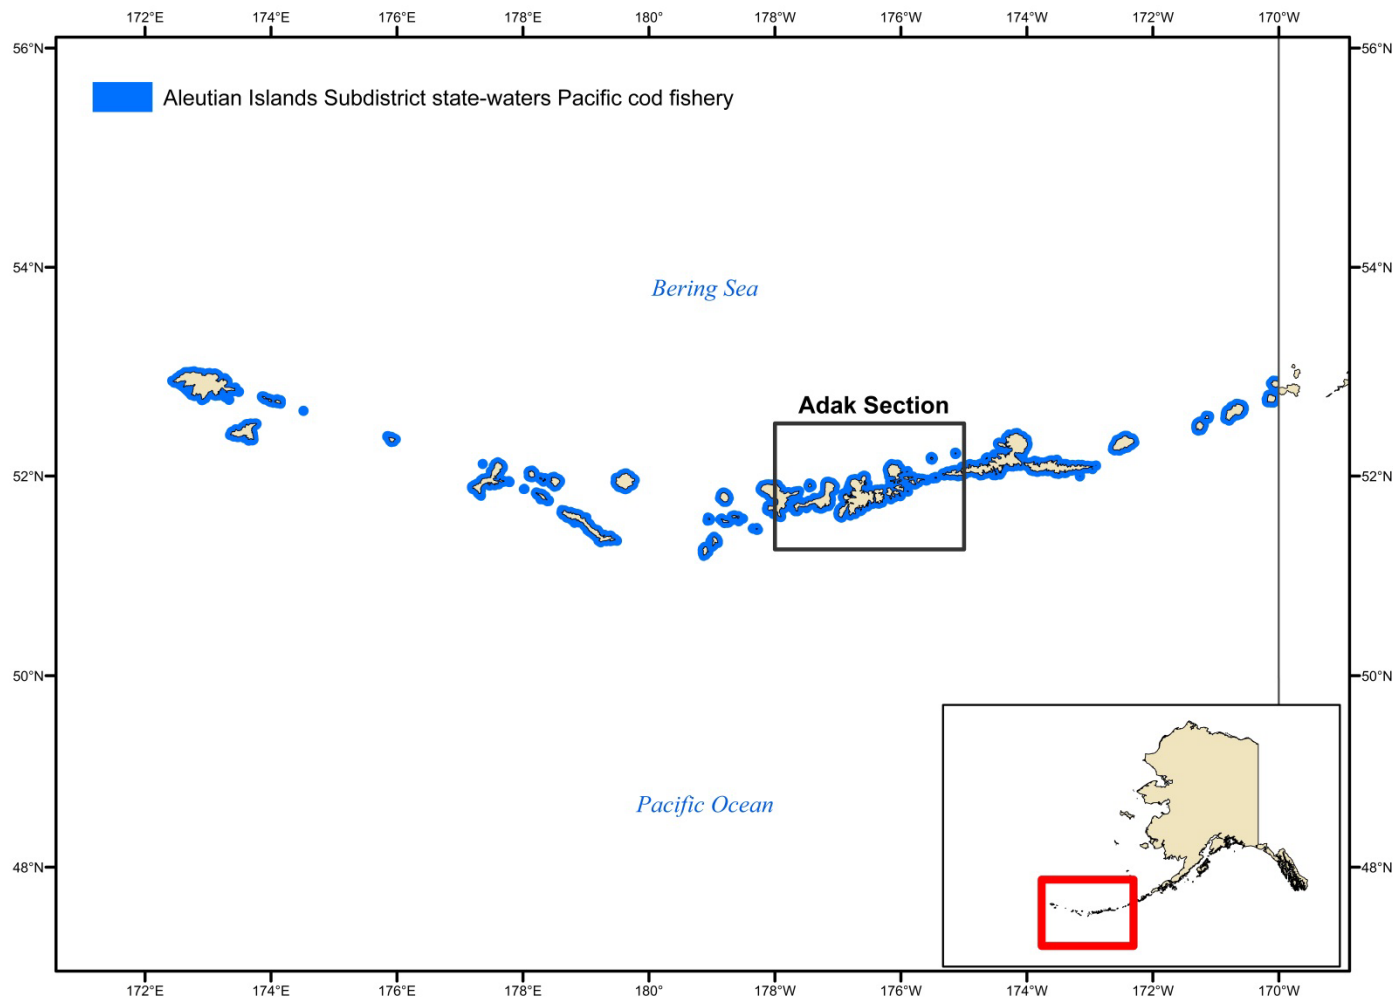 172°E 174°E 176°E 178°E 180° 178°W 176°W 174°W 172°W 170°W
56°N 56°N
Aleutian Islands Subdistrict state-waters Pacific cod fishery
54°N 54°N
Bering Sea
Adak Section
52°N 52°N
50°N 50°N
Pacific Ocean
48°N 48°N
172°E 174°E 176°E 178°E 180° 178°W 176°W 174°W 172°W 170°W